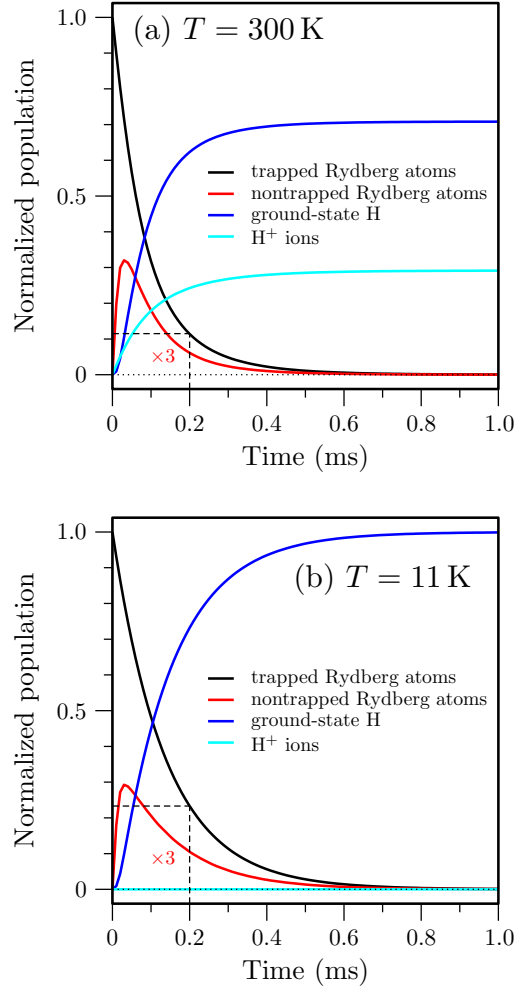 (a) T = 300 K
1.0
0.5
0
Normalized population
trapped Rydberg atoms
nontrapped Rydberg atoms
ground-state H
H⁺ ions
×3
0 0.2 0.4 0.6 0.8 1.0
Time (ms)
1.0
0.5
0
Normalized population
(b) T = 11 K
trapped Rydberg atoms
nontrapped Rydberg atoms
ground-state H
H⁺ ions
×3
0 0.2 0.4 0.6 0.8 1.0
Time (ms)